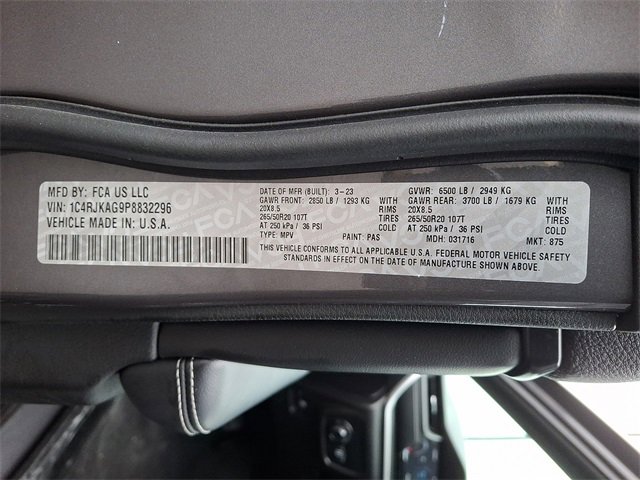 MFD BY: FCA US LLC
VIN: 1C4RJKAG9P8832296
VEHICLE MADE IN: U.S.A.
DATE OF MFR (BUILT): 3-23 GVWR: 6500 LB / 2949 KG
GAWR FRONT: 2850 LB / 1293 KG WITH GAWR REAR: 3700 LB / 1679 KG WITH
20X8.5 RIMS 20X8.5 RIMS
265/50R20 107T TIRES 265/50R20 107T TIRES
AT 250 kPa / 36 PSI COLD AT 250 kPa / 36 PSI COLD
TYPE: MPV PAINT: PAS MDH: 031716 MKT: 875
THIS VEHICLE CONFORMS TO ALL APPLICABLE U.S.A. FEDERAL MOTOR VEHICLE SAFETY
STANDARDS IN EFFECT ON THE DATE OF MANUFACTURE SHOWN ABOVE.